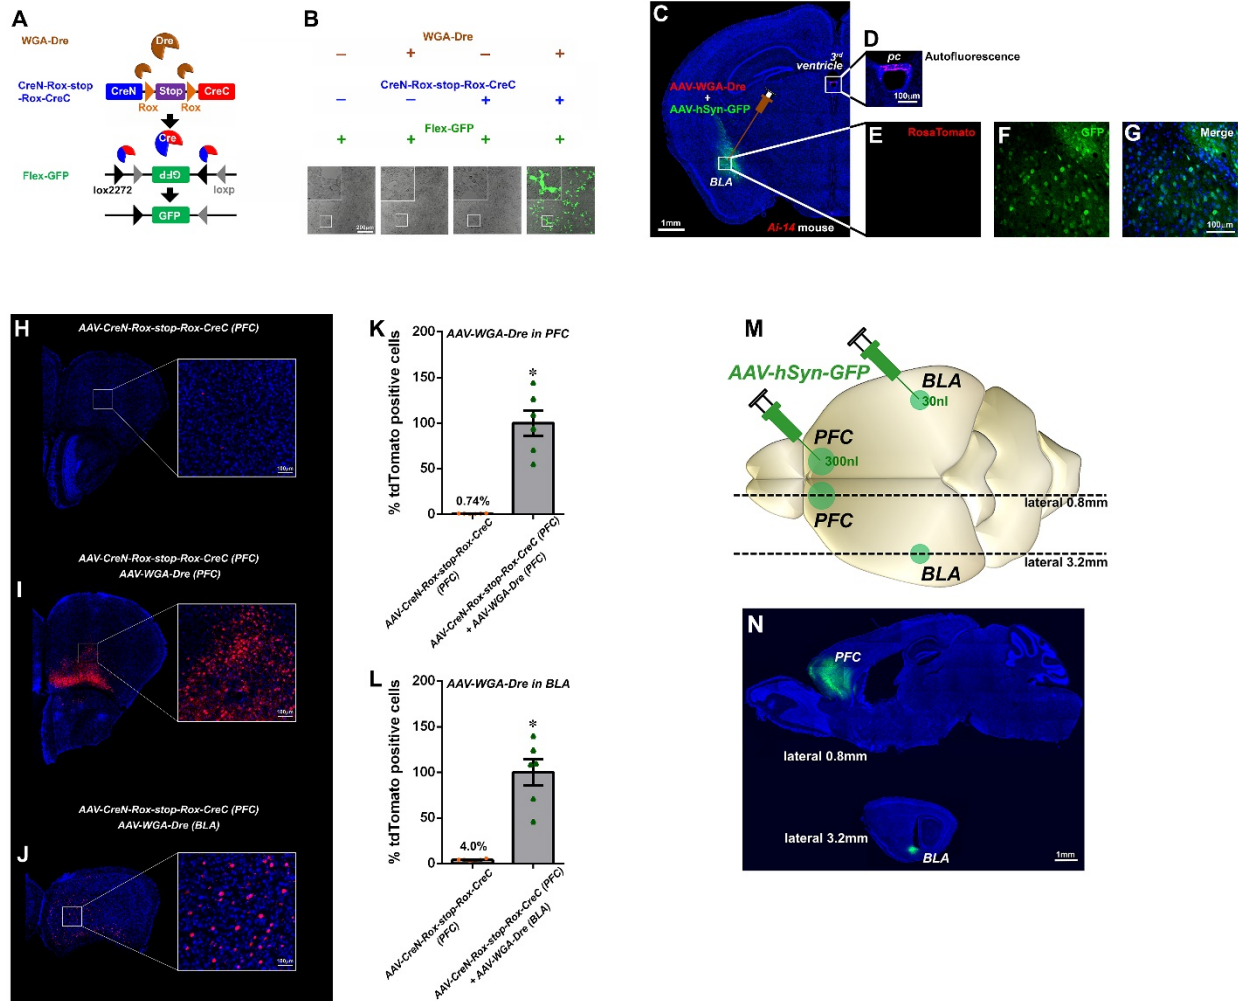 A
WGA-Dre
Dre
CreN-Rox-stop
-Rox-CreC
CreN
Stop
CreC
Rox
Rox
Cre
Flex-GFP
GFP
lox2272
loxp
GFP
B
WGA-Dre
– + – +
CreN-Rox-stop-Rox-CreC
– – + +
Flex-GFP
+ + + +
200μm
C
3rd
ventricle
AAV-WGA-Dre
+
AAV-hSyn-GFP
BLA
1mm
Ai-14 mouse
D
pc
Autofluorescence
100μm
E
RosaTomato
F
GFP
G
Merge
100μm
H
AAV-CreN-Rox-stop-Rox-CreC (PFC)
100μm
AAV-CreN-Rox-stop-Rox-CreC (PFC)
AAV-WGA-Dre (PFC)
I
100μm
AAV-CreN-Rox-stop-Rox-CreC (PFC)
AAV-WGA-Dre (BLA)
J
100μm
K
AAV-WGA-Dre in PFC
% tdTomato positive cells
200
150
100
50
0
0.74%
*
AAV-CreN-Rox-stop-Rox-CreC
(PFC)
AAV-CreN-Rox-stop-Rox-CreC (PFC)
+ AAV-WGA-Dre (PFC)
L
AAV-WGA-Dre in BLA
% tdTomato positive cells
200
150
100
50
0
4.0%
*
AAV-CreN-Rox-stop-Rox-CreC
(PFC)
AAV-CreN-Rox-stop-Rox-CreC (PFC)
+ AAV-WGA-Dre (BLA)
M
AAV-hSyn-GFP
BLA
30nl
PFC
300nl
PFC
lateral 0.8mm
BLA
lateral 3.2mm
N
PFC
lateral 0.8mm
lateral 3.2mm
BLA
1mm